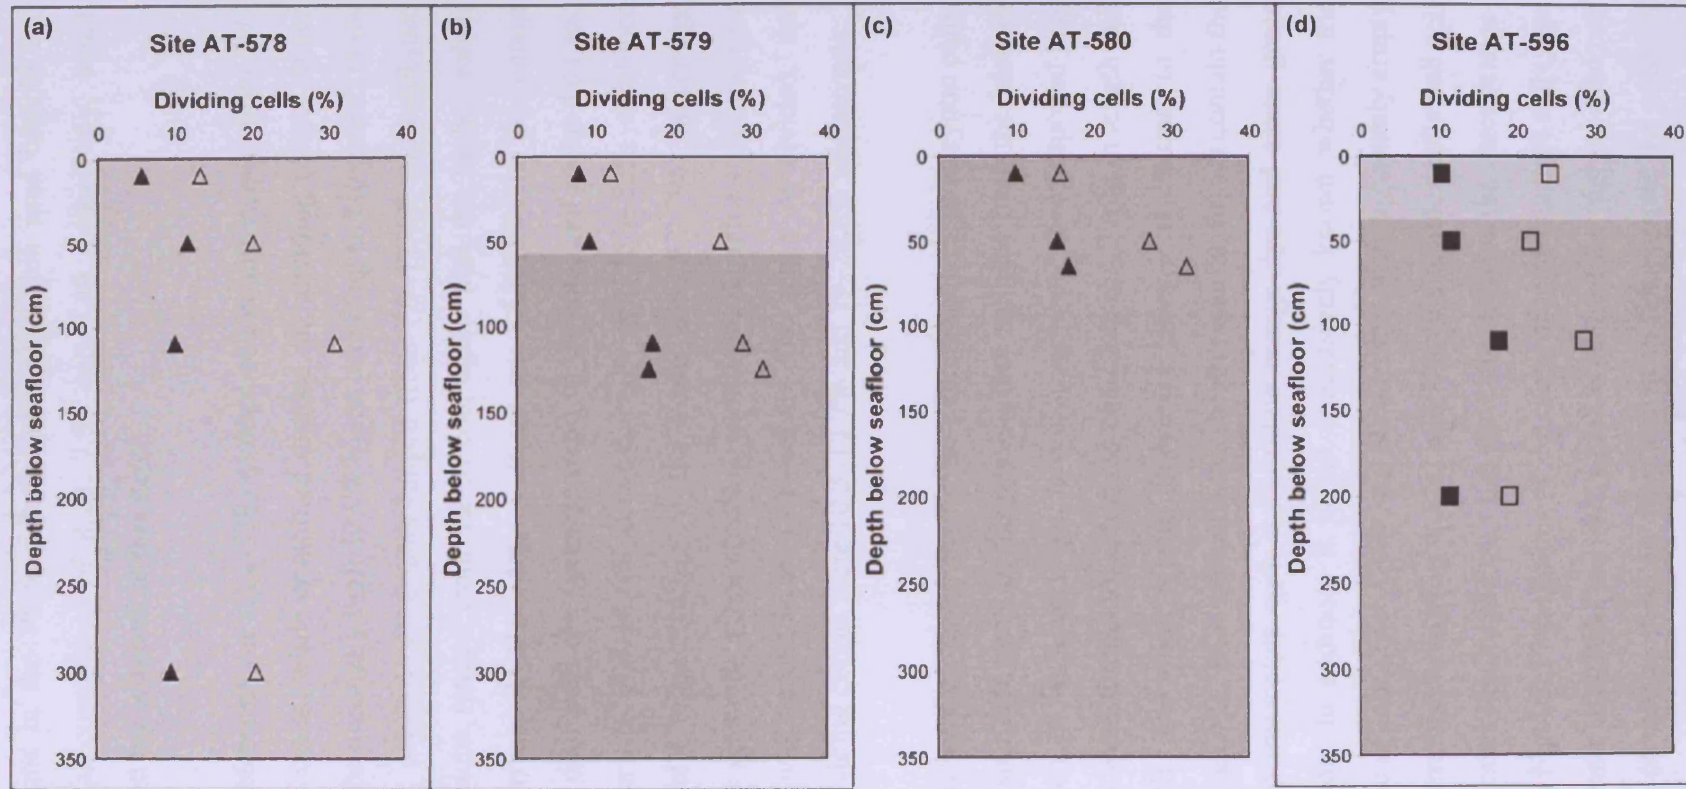 (a)
Site AT-578
Dividing cells (%)
0 10 20 30 40
Depth below seafloor (cm)
0
50
100
150
200
250
300
350
(b)
Site AT-579
Dividing cells (%)
0 10 20 30 40
Depth below seafloor (cm)
0
50
100
150
200
250
300
350
(c)
Site AT-580
Dividing cells (%)
0 10 20 30 40
Depth below seafloor (cm)
0
50
100
150
200
250
300
350
(d)
Site AT-596
Dividing cells (%)
0 10 20 30 40
Depth below seafloor (cm)
0
50
100
150
200
250
300
350